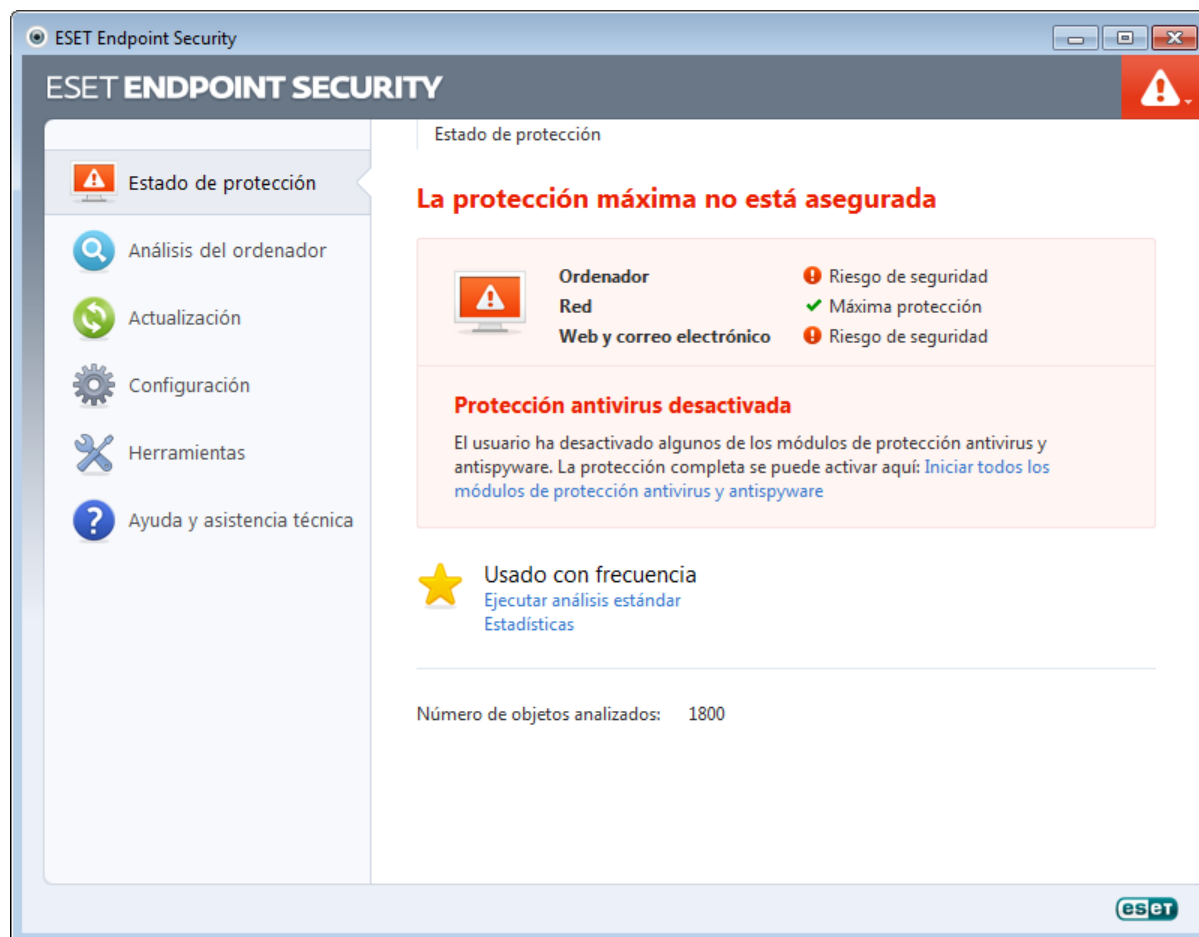 ESET Endpoint Security
ESET ENDPOINT SECURITY
Estado de protección
Análisis del ordenador
Actualización
Configuración
Herramientas
Ayuda y asistencia técnica
Estado de protección
La protección máxima no está asegurada
Ordenador Riesgo de seguridad
Red Máxima protección
Web y correo electrónico Riesgo de seguridad
Protección antivirus desactivada
El usuario ha desactivado algunos de los módulos de protección antivirus y
antispyware. La protección completa se puede activar aquí: Iniciar todos los
módulos de protección antivirus y antispyware
Usado con frecuencia
Ejecutar análisis estándar
Estadísticas
Número de objetos analizados: 1800
eset